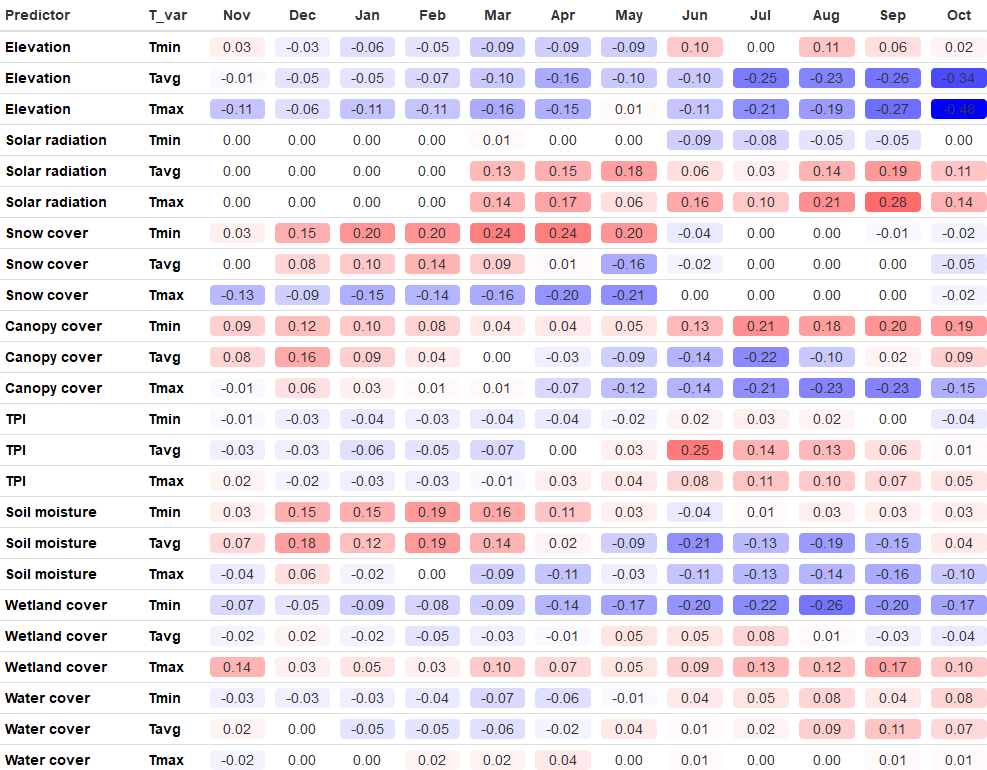 Predictor T_var Nov Dec Jan Feb Mar Apr May Jun Jul Aug Sep Oct
Elevation Tmin 0.03 -0.03 -0.06 -0.05 -0.09 -0.09 -0.09 0.10 0.00 0.11 0.06 0.02
Elevation Tavg -0.01 -0.05 -0.05 -0.07 -0.10 -0.16 -0.10 -0.10 -0.25 -0.23 -0.26 -0.34
Elevation Tmax -0.11 -0.06 -0.11 -0.11 -0.16 -0.15 0.01 -0.11 -0.21 -0.19 -0.27 -0.48
Solar radiation Tmin 0.00 0.00 0.00 0.00 0.01 0.00 0.00 -0.09 -0.08 -0.05 -0.05 0.00
Solar radiation Tavg 0.00 0.00 0.00 0.00 0.13 0.15 0.18 0.06 0.03 0.14 0.19 0.11
Solar radiation Tmax 0.00 0.00 0.00 0.00 0.14 0.17 0.06 0.16 0.10 0.21 0.28 0.14
Snow cover Tmin 0.03 0.15 0.20 0.20 0.24 0.24 0.20 -0.04 0.00 0.00 -0.01 -0.02
Snow cover Tavg 0.00 0.08 0.10 0.14 0.09 0.01 -0.16 -0.02 0.00 0.00 0.00 -0.05
Snow cover Tmax -0.13 -0.09 -0.15 -0.14 -0.16 -0.20 -0.21 0.00 0.00 0.00 0.00 -0.02
Canopy cover Tmin 0.09 0.12 0.10 0.08 0.04 0.04 0.05 0.13 0.21 0.18 0.20 0.19
Canopy cover Tavg 0.08 0.16 0.09 0.04 0.00 -0.03 -0.09 -0.14 -0.22 -0.10 0.02 0.09
Canopy cover Tmax -0.01 0.06 0.03 0.01 0.01 -0.07 -0.12 -0.14 -0.21 -0.23 -0.23 -0.15
TPI Tmin -0.01 -0.03 -0.04 -0.03 -0.04 -0.04 -0.02 0.02 0.03 0.02 0.00 -0.04
TPI Tavg -0.03 -0.03 -0.06 -0.05 -0.07 0.00 0.03 0.25 0.14 0.13 0.06 0.01
TPI Tmax 0.02 -0.02 -0.03 -0.03 -0.01 0.03 0.04 0.08 0.11 0.10 0.07 0.05
Soil moisture Tmin 0.03 0.15 0.15 0.19 0.16 0.11 0.03 -0.04 0.01 0.03 0.03 0.03
Soil moisture Tavg 0.07 0.18 0.12 0.19 0.14 0.02 -0.09 -0.21 -0.13 -0.19 -0.15 0.04
Soil moisture Tmax -0.04 0.06 -0.02 0.00 -0.09 -0.11 -0.03 -0.11 -0.13 -0.14 -0.16 -0.10
Wetland cover Tmin -0.07 -0.05 -0.09 -0.08 -0.09 -0.14 -0.17 -0.20 -0.22 -0.26 -0.20 -0.17
Wetland cover Tavg -0.02 0.02 -0.02 -0.05 -0.03 -0.01 0.05 0.05 0.08 0.01 -0.03 -0.04
Wetland cover Tmax 0.14 0.03 0.05 0.03 0.10 0.07 0.05 0.09 0.13 0.12 0.17 0.10
Water cover Tmin -0.03 -0.03 -0.03 -0.04 -0.07 -0.06 -0.01 0.04 0.05 0.08 0.04 0.08
Water cover Tavg 0.02 0.00 -0.05 -0.05 -0.06 -0.02 0.04 0.01 0.02 0.09 0.11 0.07
Water cover Tmax -0.02 0.00 0.00 0.02 0.02 0.04 0.00 0.01 0.00 0.00 0.01 0.01